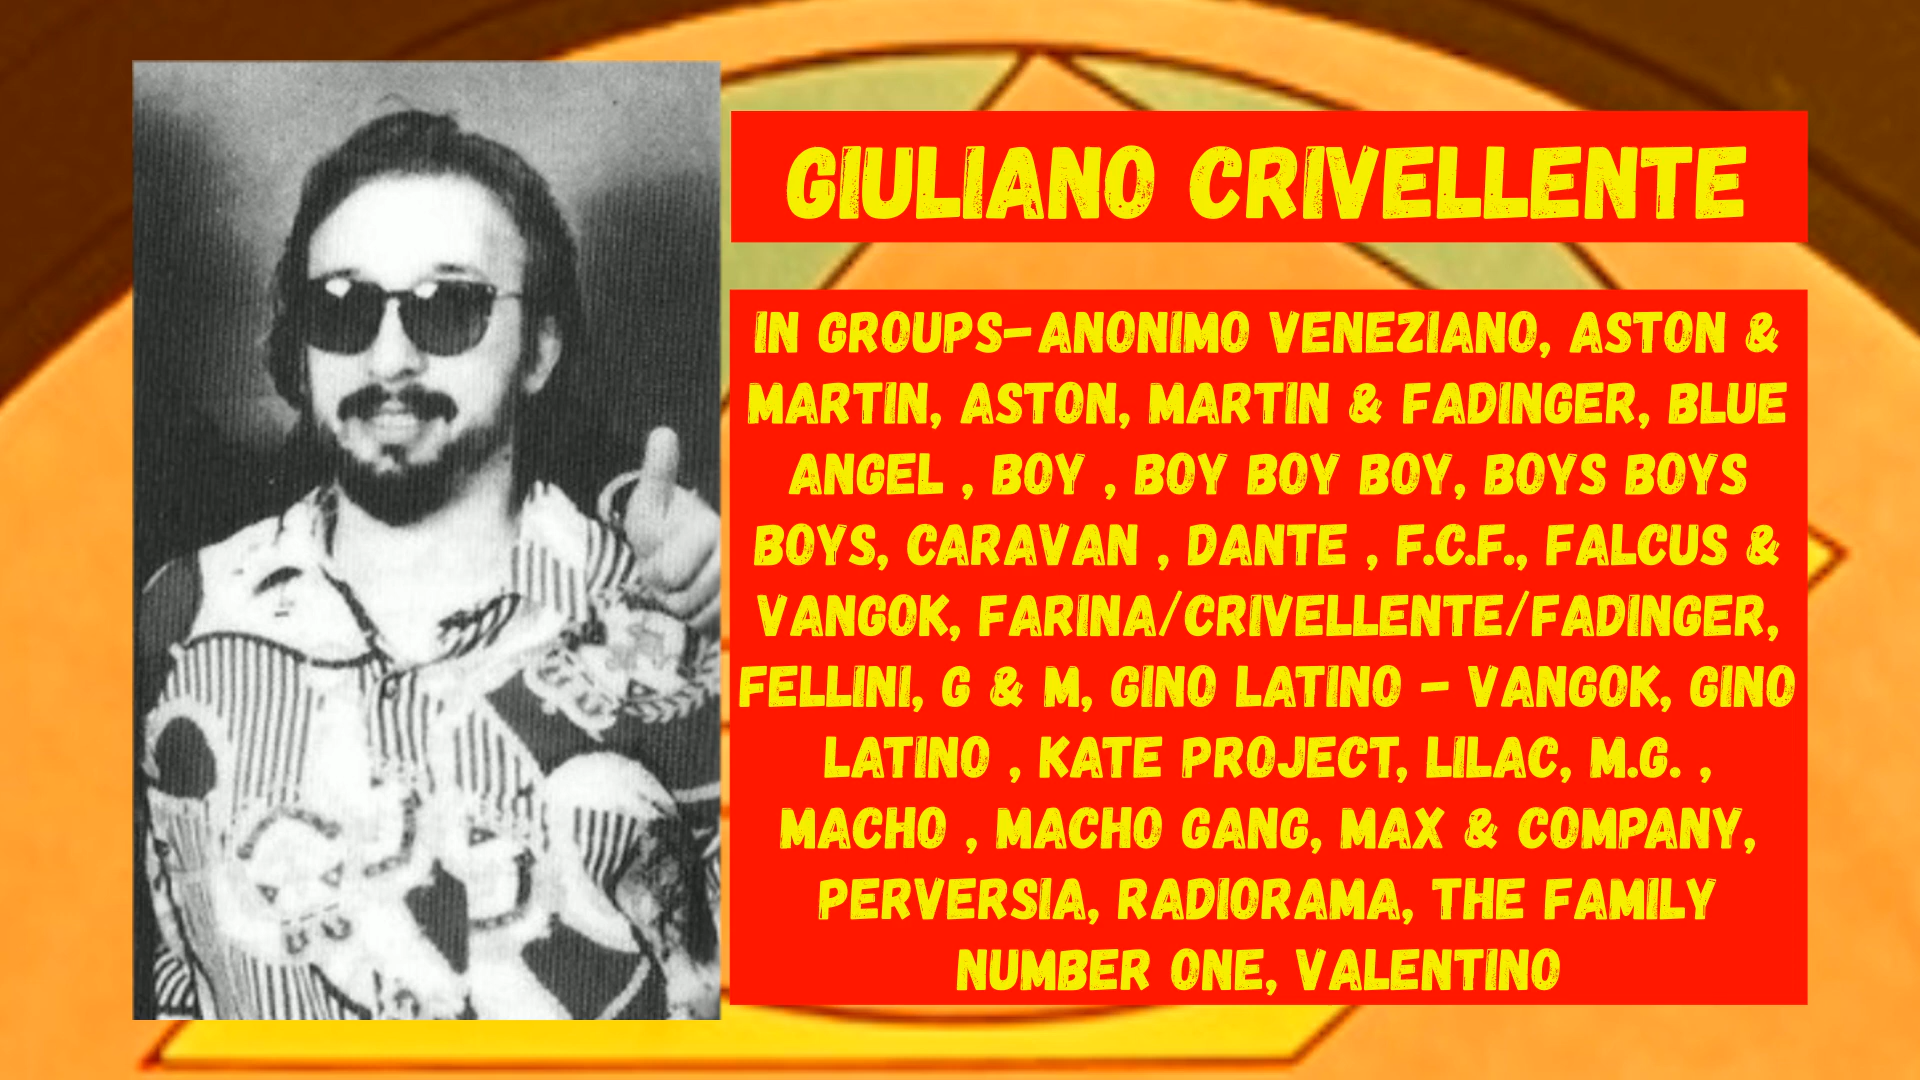 GIULIANO CRIVELLENTE
IN GROUPS-ANONIMO VENEZIANO, ASTON &
MARTIN, ASTON, MARTIN & FADINGER, BLUE
ANGEL , BOY , BOY BOY BOY, BOYS BOYS
BOYS, CARAVAN , DANTE , F.C.F., FALCUS &
VANGOK, FARINA/CRIVELLENTE/FADINGER,
FELLINI, G & M, GINO LATINO - VANGOK, GINO
LATINO , KATE PROJECT, LILAC, M.G. ,
MACHO , MACHO GANG, MAX & COMPANY,
PERVERSIA, RADIORAMA, THE FAMILY
NUMBER ONE, VALENTINO